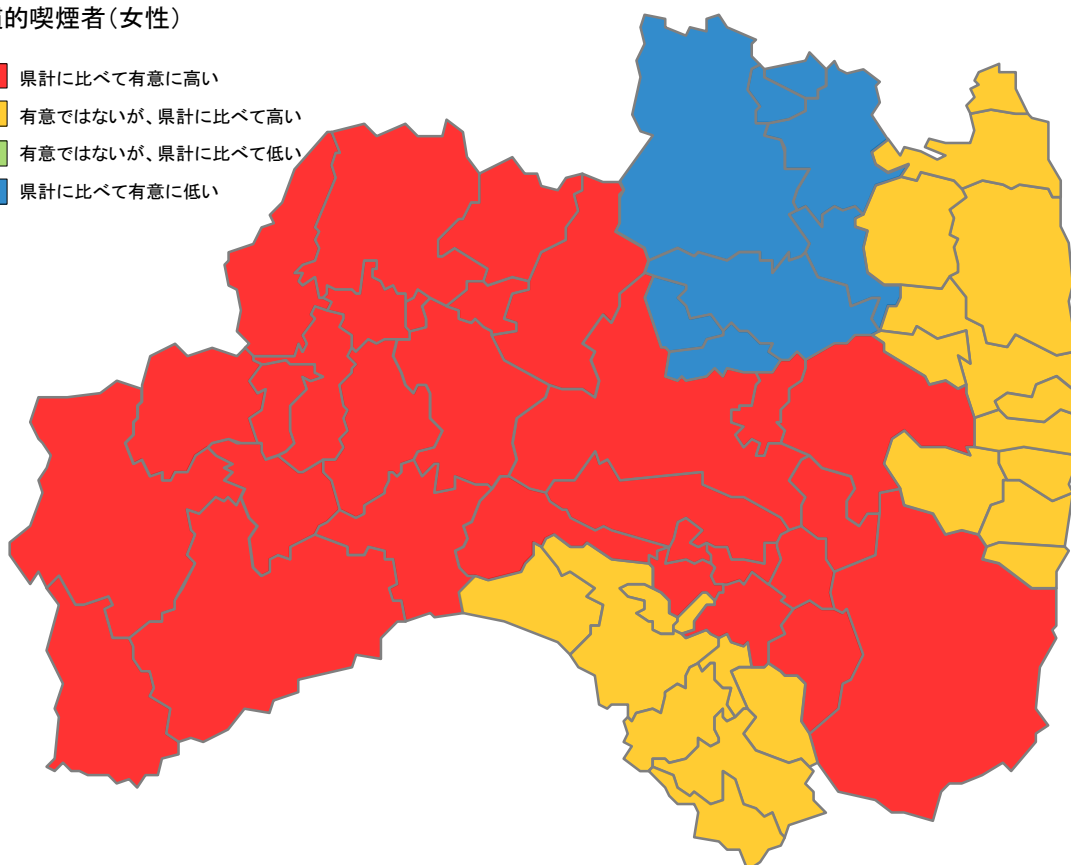 的喫煙者(女性)
県計に比べて有意に高い
有意ではないが、県計に比べて高い
有意ではないが、県計に比べて低い
県計に比べて有意に低い